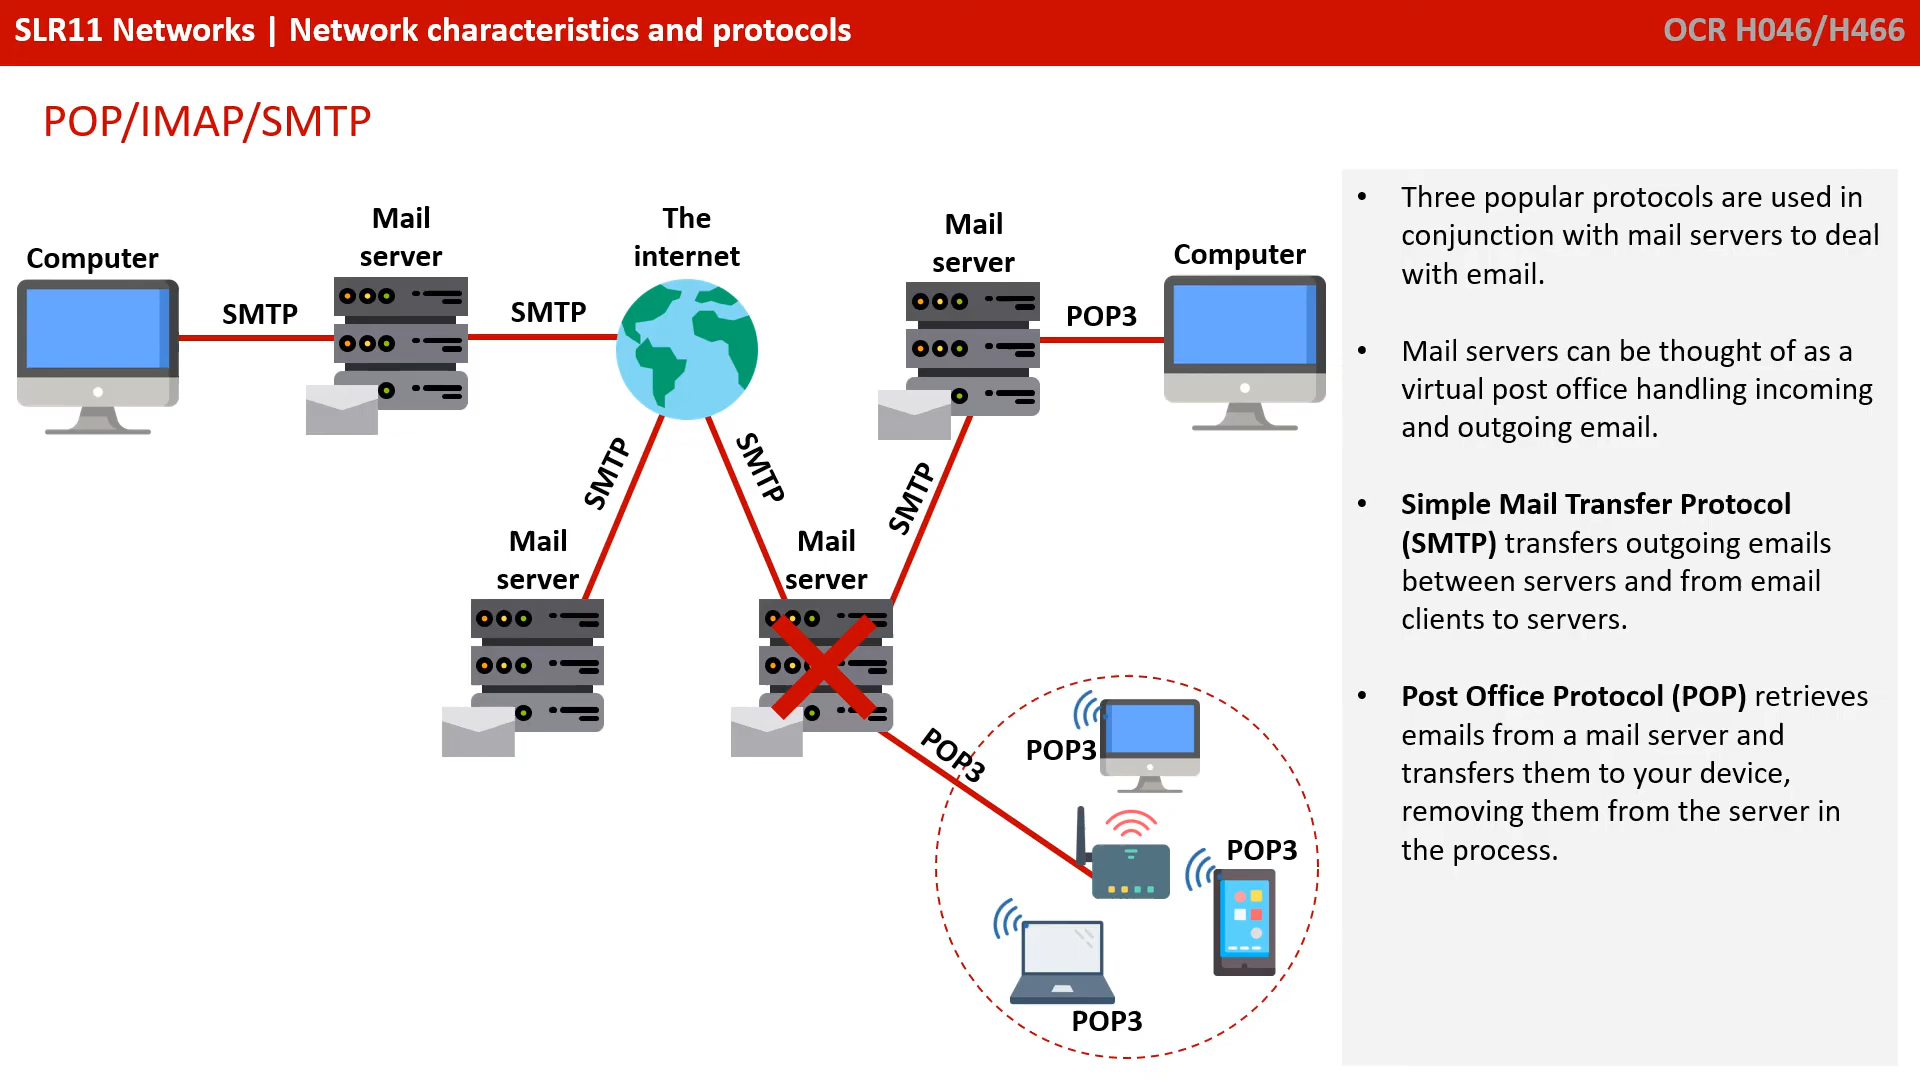 SLR11 Networks | Network characteristics and protocols
OCR H046/H466
POP/IMAP/SMTP
Computer
SMTP
Mail
server
SMTP
The
internet
Mail
server
POP3
Computer
SMTP
SMTP
SMTP
Mail
server
Mail
server
POP3
POP3
POP3
POP3
• Three popular protocols are used in
conjunction with mail servers to deal
with email.
• Mail servers can be thought of as a
virtual post office handling incoming
and outgoing email.
• Simple Mail Transfer Protocol
(SMTP) transfers outgoing emails
between servers and from email
clients to servers.
• Post Office Protocol (POP) retrieves
emails from a mail server and
transfers them to your device,
removing them from the server in
the process.